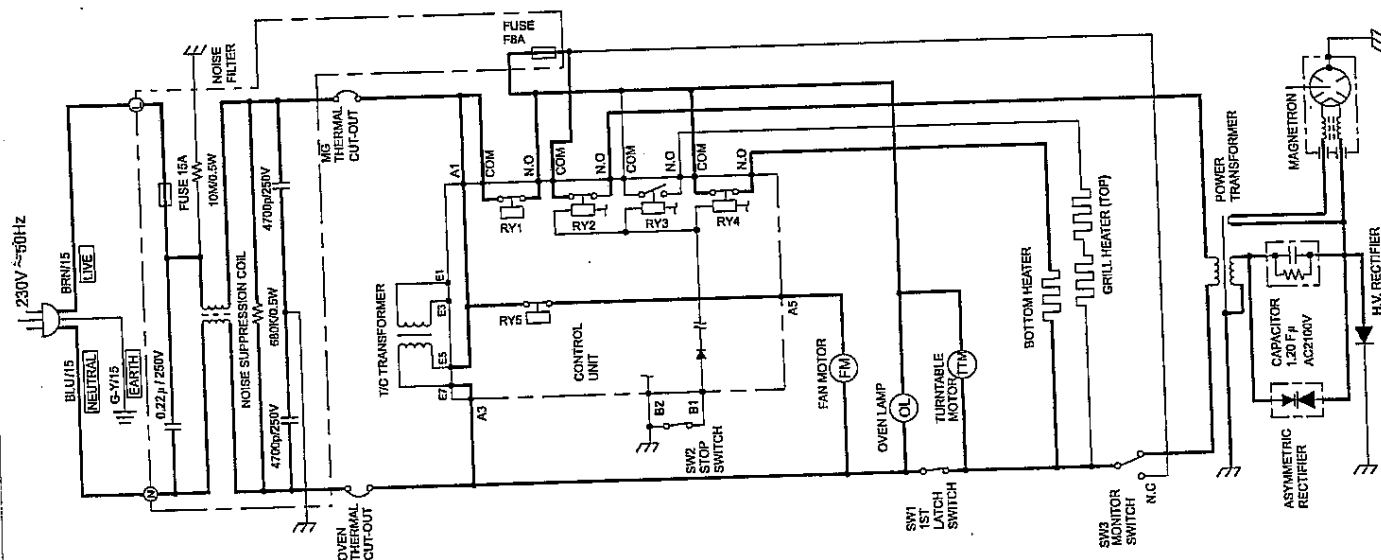 230V ~50Hz
BRN/15
LIVE
BLU/15
NEUTRAL
G-Y/15
EARTH
L
N
NOISE
FILTER
FUSE 15A
0.22μ / 250V
10M/0.5W
NOISE SUPPRESSION COIL
680K/0.5W
4700p/250V
4700p/250V
MG
THERMAL
CUT-OUT
OVEN
THERMAL
CUT-OUT
FUSE
F8A
A1
COM
N.O
COM
N.O
COM
N.O
COM
N.O
RY1
RY2
RY3
RY4
RY5
E1
E3
E5
E7
A3
A5
T/C TRANSFORMER
CONTROL
UNIT
B2
B1
SW2
STOP
SWITCH
FAN MOTOR
FM
OVEN LAMP
OL
TURNTABLE
MOTOR
TTM
SW1
1ST
LATCH
SWITCH
BOTTOM HEATER
GRILL HEATER (TOP)
SW3
MONITOR
SWITCH
N.C
POWER
TRANSFORMER
MAGNETRON
CAPACITOR
1.20 Fμ
AC2100V
ASYMMETRIC
RECTIFIER
H.V. RECTIFIER